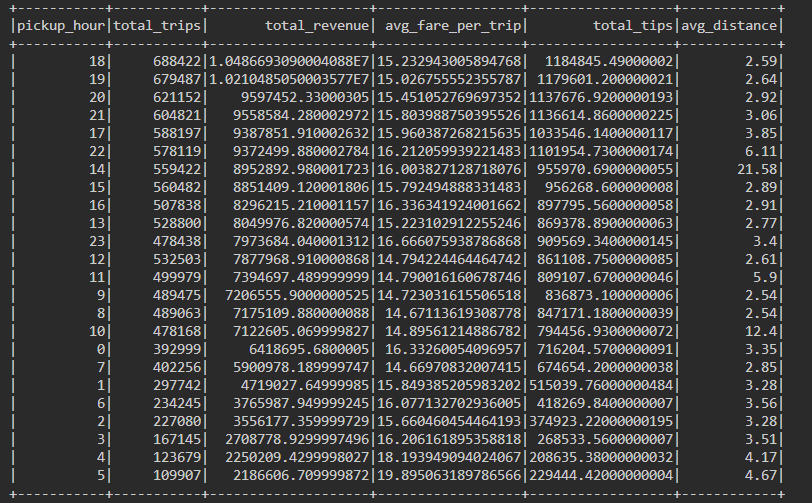 +-----------+-----------+--------------------+------------------+------------------+------------+
|pickup_hour|total_trips|       total_revenue| avg_fare_per_trip|        total_tips|avg_distance|
+-----------+-----------+--------------------+------------------+------------------+------------+
|         18|     688422|1.0486693090004088E7|15.232943005894768|  1184845.49000002|        2.59|
|         19|     679487|1.0210485050003577E7|15.026755552355787| 1179601.200000021|        2.64|
|         20|     621152|    9597452.33000305|15.451052769697352|1137676.9200000193|        2.92|
|         21|     604821|   9558584.280002972|15.803988750395526|1136614.8600000225|        3.06|
|         17|     588197|   9387851.910002632|15.960387268215635|1033546.1400000117|        3.85|
|         22|     578119|   9372499.880002784|16.212059939221483|1101954.7300000174|        6.11|
|         14|     559422|   8952892.980001723|16.003827128718076| 955970.6900000055|       21.58|
|         15|     560482|   8851409.120001806|15.792494888331483|  956268.600000008|        2.89|
|         16|     507838|   8296215.210001157|16.336341924001662| 897795.5600000058|        2.91|
|         13|     528800|   8049976.820000574|15.223102912255246| 869378.8900000063|        2.77|
|         23|     478438|   7973684.040001312|16.666075938786868| 909569.3400000145|         3.4|
|         12|     532503|   7877968.910000868|14.794224464464742| 861108.7500000085|        2.61|
|         11|     499979|   7394697.489999999|14.790016160678746| 809107.6700000046|         5.9|
|          9|     489475|  7206555.9000000525|14.723031615506518|  836873.100000006|        2.54|
|          8|     489063|   7175109.880000088| 14.67113619308778| 847171.1800000039|        2.54|
|         10|     478168|   7122605.069999827| 14.89561214886782| 794456.9300000072|        12.4|
|          0|     392999|     6418695.6800005| 16.33260054096957| 716204.5700000091|        3.35|
|          7|     402256|   5900978.189999747| 14.66970832007415| 674654.2000000038|        2.85|
|          1|     297742|    4719027.64999985|15.849385205983202|515039.76000000484|        3.28|
|          6|     234245|   3765987.949999245|16.077132702936005| 418269.8400000007|        3.56|
|          2|     227080|   3556177.359999729|15.660460454464193|374923.22000000195|        3.28|
|          3|     167145|  2708778.9299997496|16.206161895358818| 268533.5600000007|        3.51|
|          4|     123679|  2250209.4299998027|18.193949094024067|208635.38000000032|        4.17|
|          5|     109907|   2186606.709999872|19.895063189786566|229444.42000000004|        4.67|
+-----------+-----------+--------------------+------------------+------------------+------------+